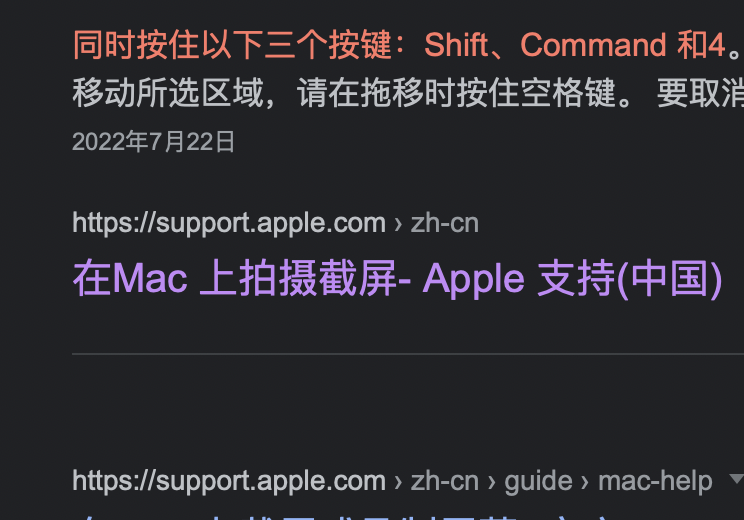 同时按住以下三个按键：Shift、Command 和4。
移动所选区域，请在拖移时按住空格键。 要取消
2022年7月22日
https://support.apple.com › zh-cn
在Mac 上拍摄截屏- Apple 支持(中国)
https://support.apple.com › zh-cn › guide › mac-help